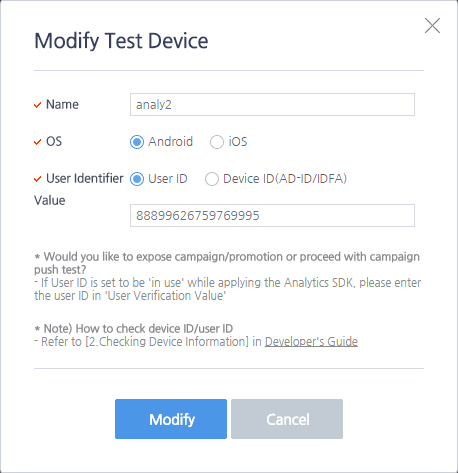 Modify Test Device
Name
analy2
OS
Android
iOS
User Identifier
User ID
Device ID(AD-ID/IDFA)
Value
88899626759769995
* Would you like to expose campaign/promotion or proceed with campaign
push test?
- If User ID is set to be 'in use' while applying the Analytics SDK, please enter
the user ID in 'User Verification Value'
* Note) How to check device ID/user ID
- Refer to [2.Checking Device Information] in Developer's Guide
Modify
Cancel